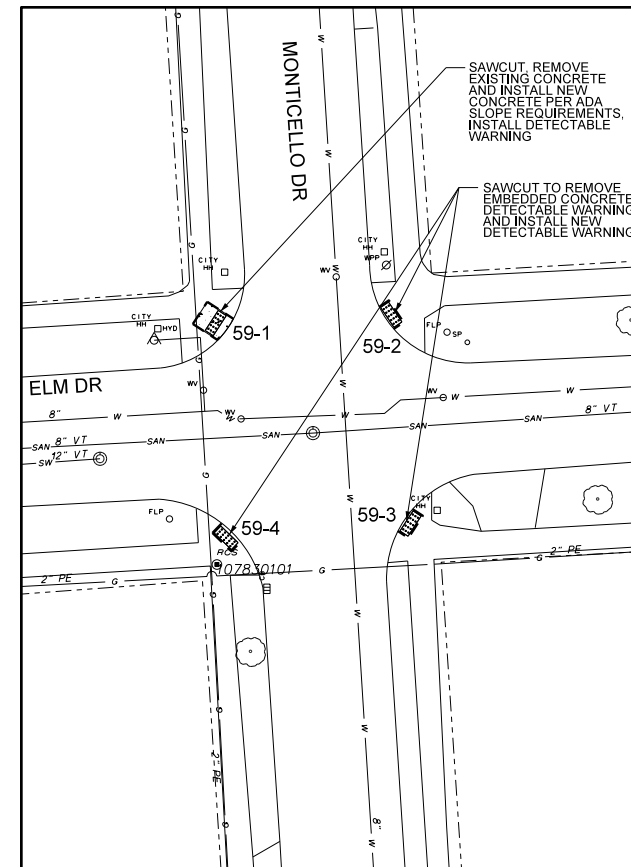 MONTICELLO DR
SAWCUT, REMOVE
EXISTING CONCRETE
AND INSTALL NEW
CONCRETE PER ADA
SLOPE REQUIREMENTS,
INSTALL DETECTABLE
WARNING
SAWCUT TO REMOVE
EMBEDDED CONCRETE
DETECTABLE WARNING
AND INSTALL NEW
DETECTABLE WARNING
G
G
W
W
W
CITY
HH
CITY
HH
WPP
WV
W
W
CITY
HH
HYD
59-1
59-2
FLP
SP
G
G
W
ELM DR
WV
WV
8"
W
WV
W
W
W
W
8" VT
SAN
SAN
SAN
SAN
8" VT
SW
12" VT
W
G
W
FLP
59-4
59-3
CITY
HH
RCS
107830101
2" PE
G
G
G
2" PE
W
W
G
2" PE
W
G
8"
W